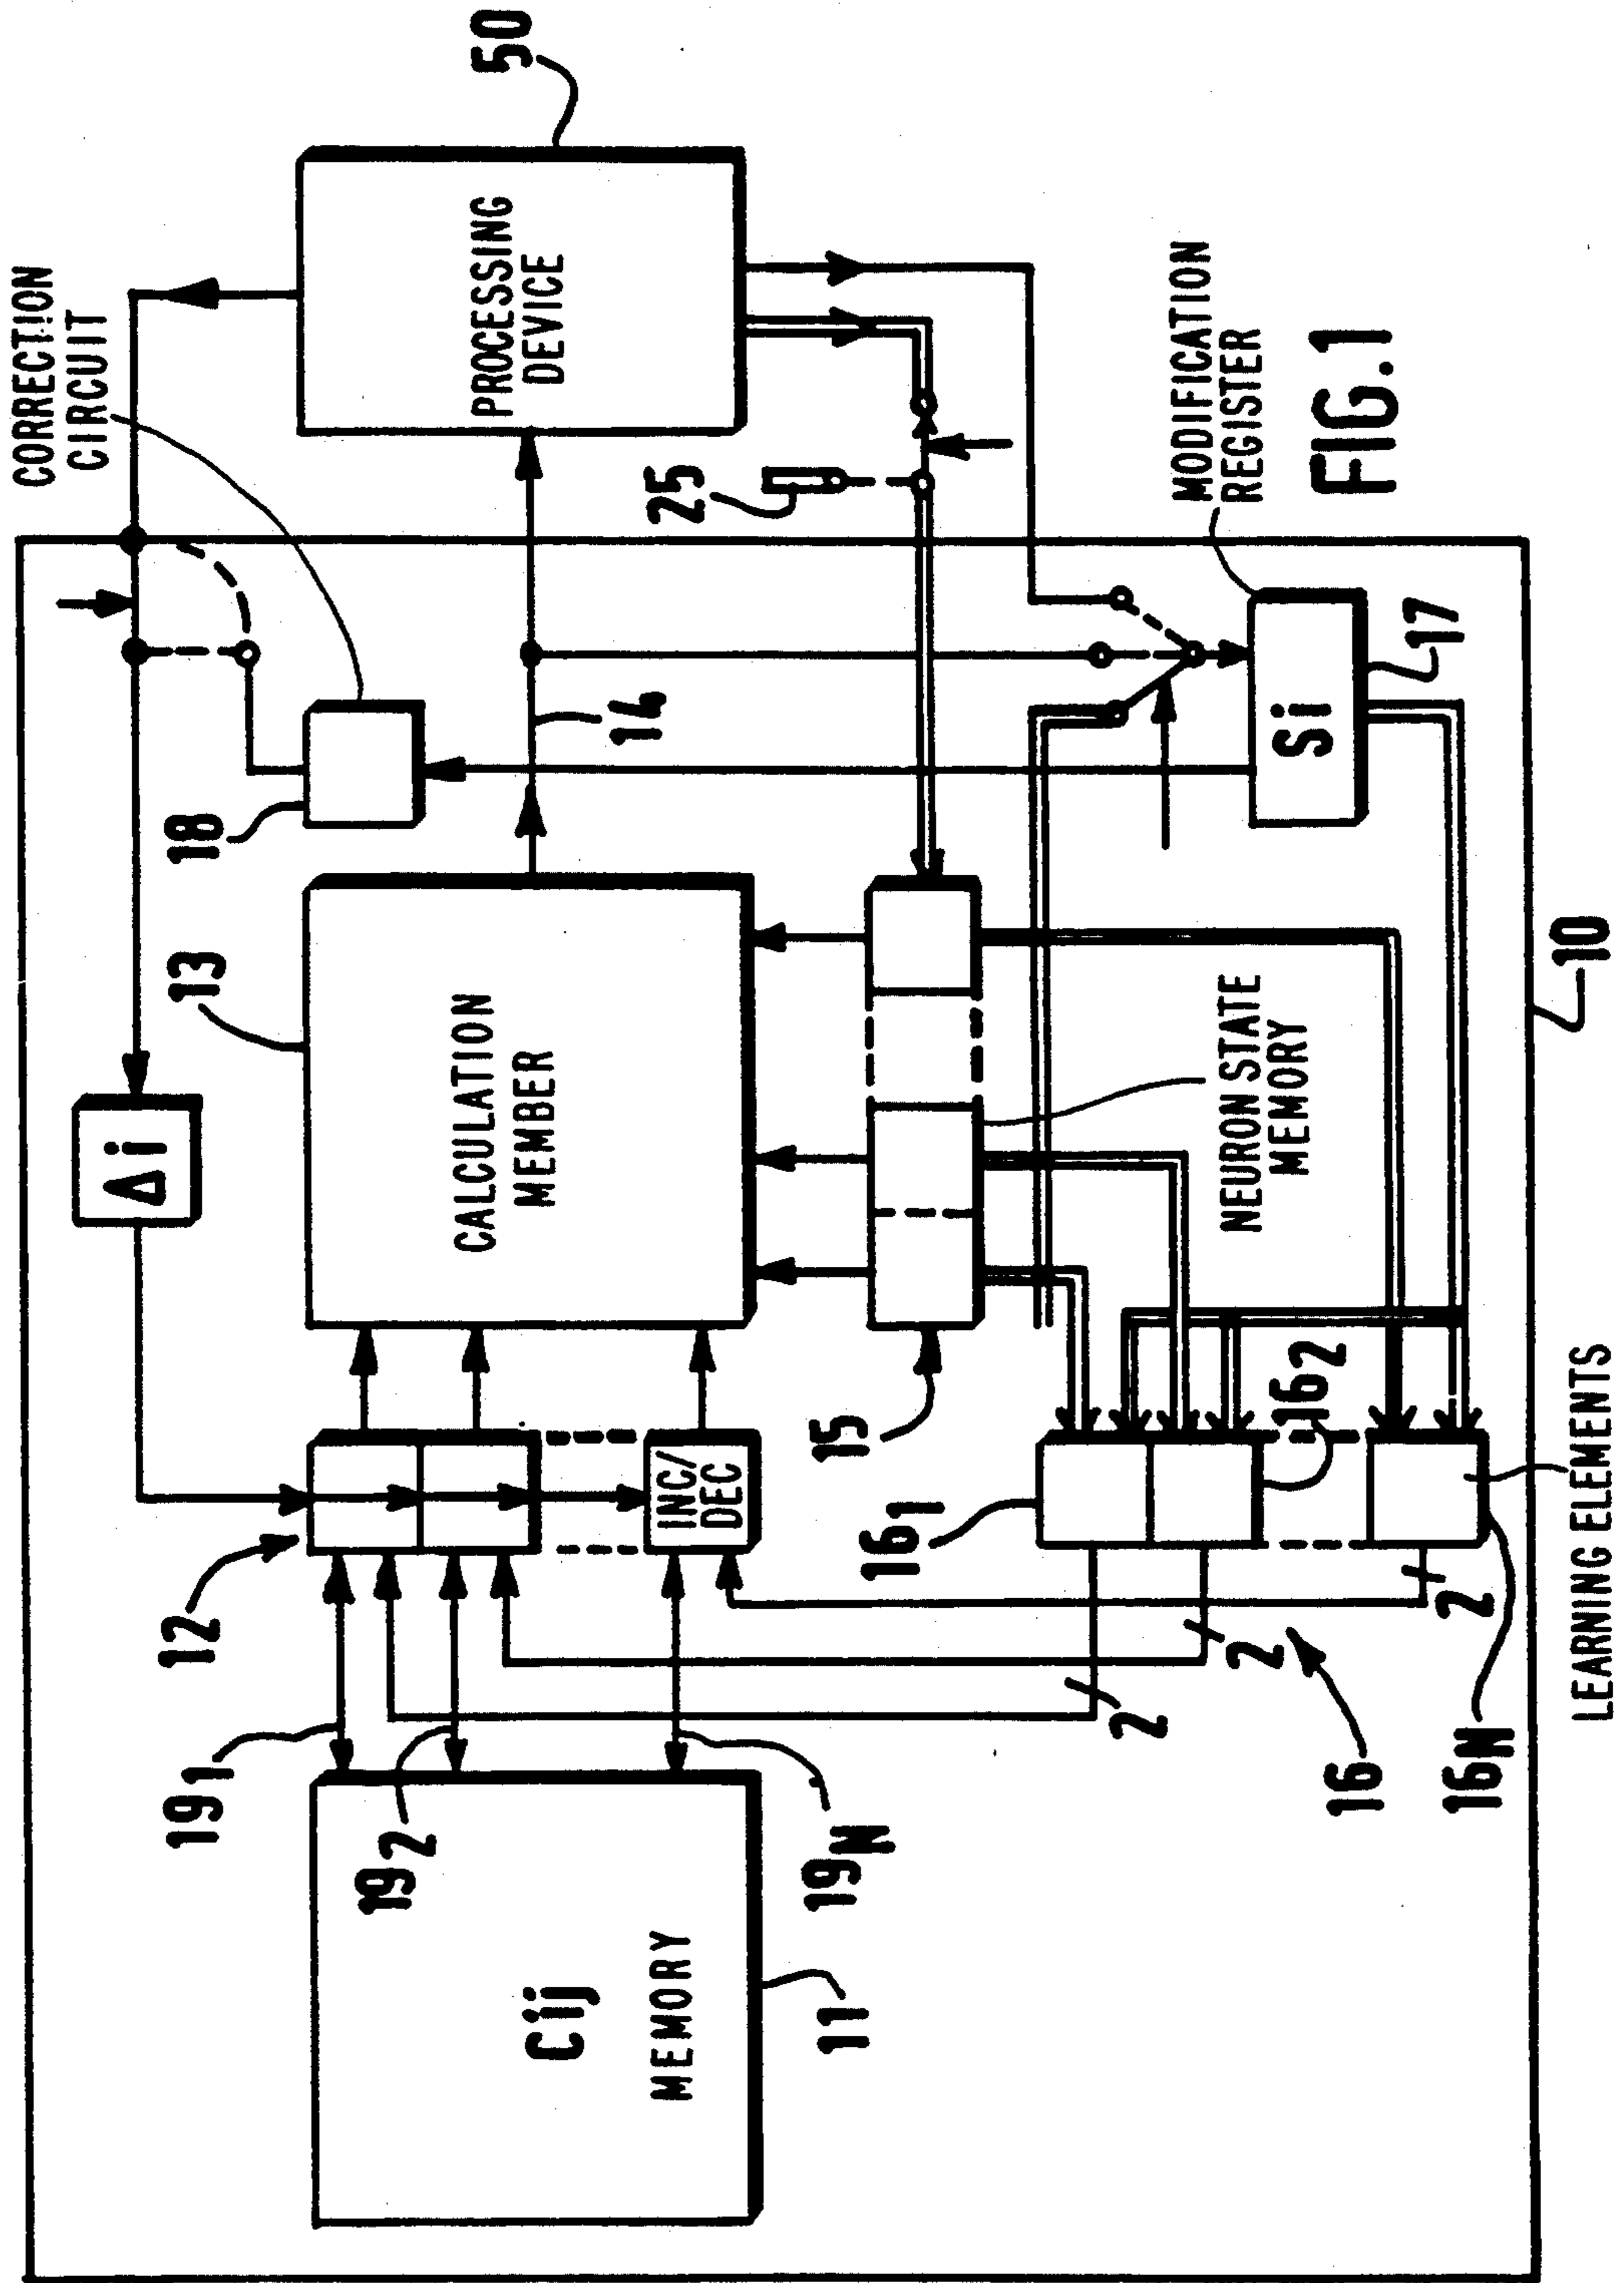 CORRECTION
CIRCUIT
50
PROCESSING
DEVICE
25
MODIFICATION
REGISTER
FIG.1
18
14
Si
17
13
Δi
CALCULATION
MEMBER
NEURON STATE
MEMORY
10
15
12
INC/
DEC
16₁
16₂
2
2
2
16
16N
LEARNING ELEMENTS
19₁
19₂
19N
Cij
MEMORY
11